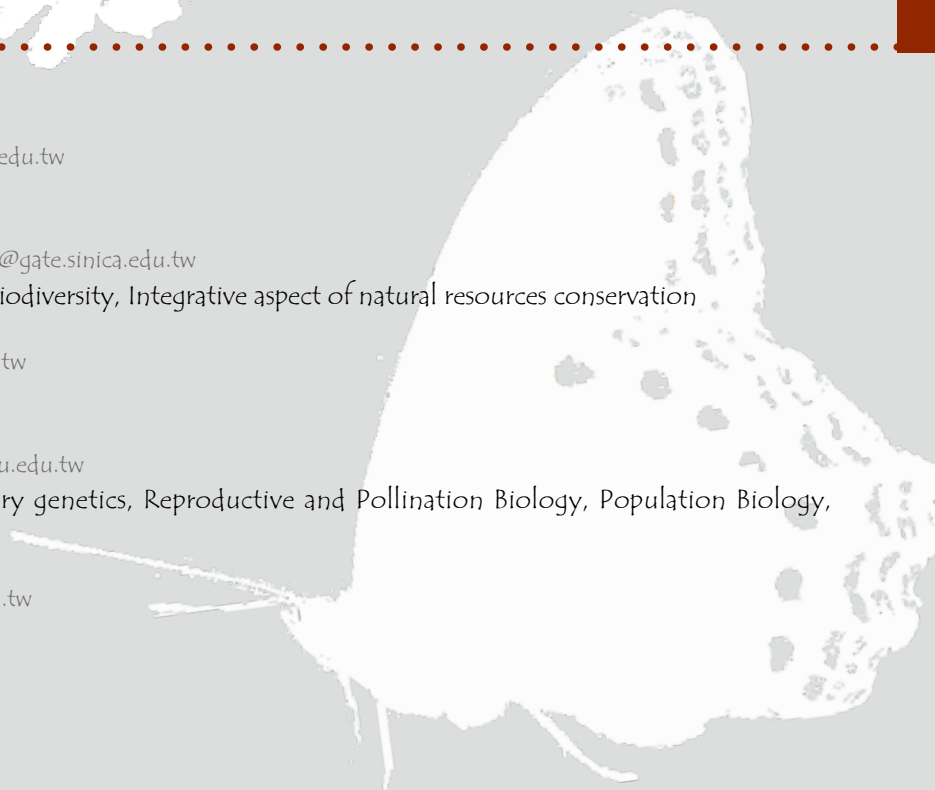 edu.tw
@gate.sinica.edu.tw
iodiversity, Integrative aspect of natural resources conservation
tw
u.edu.tw
ry genetics, Reproductive and Pollination Biology, Population Biology,
.tw